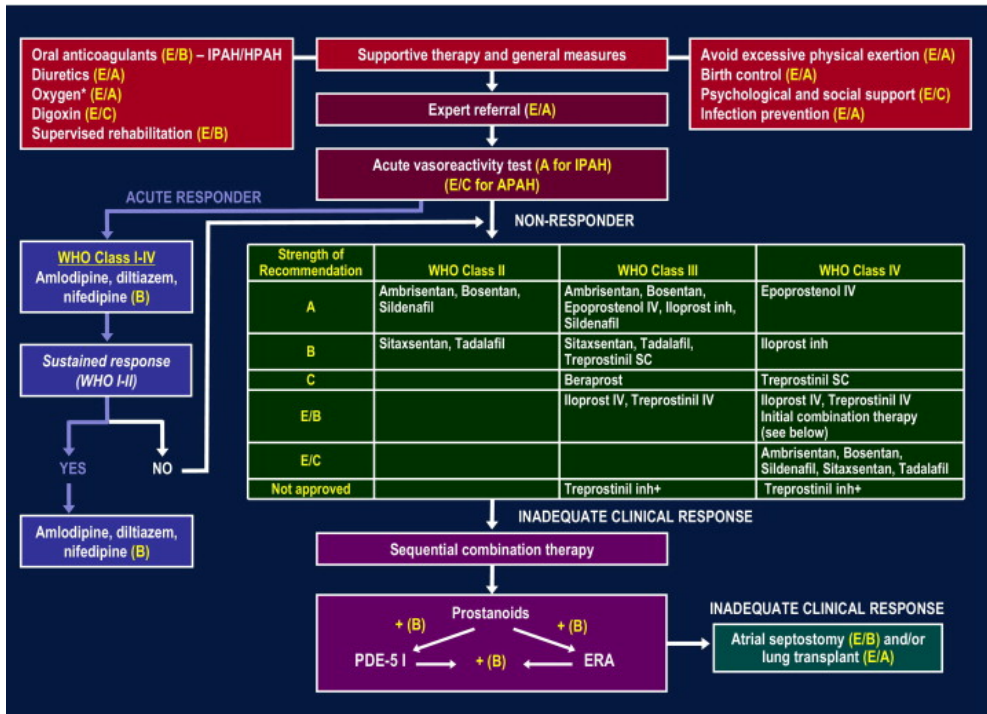 Oral anticoagulants (E/B) – IPAH/HPAH
Diuretics (E/A)
Oxygen* (E/A)
Digoxin (E/C)
Supervised rehabilitation (E/B)
Supportive therapy and general measures
Avoid excessive physical exertion (E/A)
Birth control (E/A)
Psychological and social support (E/C)
Infection prevention (E/A)
Expert referral (E/A)
Acute vasoreactivity test (A for IPAH)
(E/C for APAH)
ACUTE RESPONDER
NON-RESPONDER
WHO Class I-IV
Amlodipine, diltiazem,
nifedipine (B)
Sustained response
(WHO I-II)
YES
NO
Amlodipine, diltiazem,
nifedipine (B)
Strength of
Recommendation
WHO Class II
WHO Class III
WHO Class IV
A
Ambrisentan, Bosentan,
Sildenafil
Ambrisentan, Bosentan,
Epoprostenol IV, Iloprost inh,
Sildenafil
Epoprostenol IV
B
Sitaxsentan, Tadalafil
Sitaxsentan, Tadalafil,
Treprostinil SC
Iloprost inh
C
Beraprost
Treprostinil SC
E/B
Iloprost IV, Treprostinil IV
Iloprost IV, Treprostinil IV
Initial combination therapy
(see below)
E/C
Ambrisentan, Bosentan,
Sildenafil, Sitaxsentan, Tadalafil
Not approved
Treprostinil inh+
Treprostinil inh+
INADEQUATE CLINICAL RESPONSE
Sequential combination therapy
Prostanoids
+ (B)
+ (B)
PDE-5 I
+ (B)
ERA
INADEQUATE CLINICAL RESPONSE
Atrial septostomy (E/B) and/or
lung transplant (E/A)